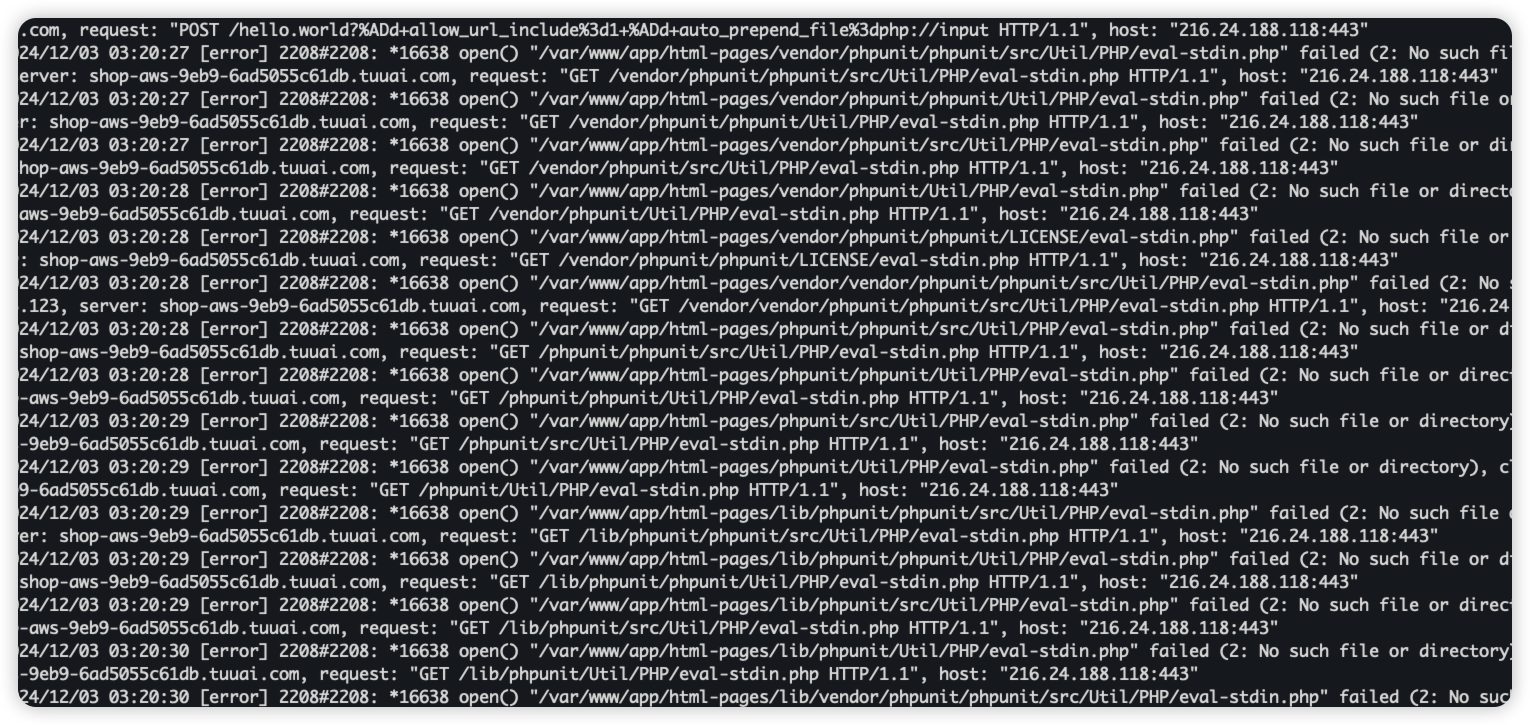 .com, request: "POST /hello.world?%ADd+allow_url_include%3d1+%ADd+auto_prepend_file%3dphp://input HTTP/1.1", host: "216.24.188.118:443"
24/12/03 03:20:27 [error] 2208#2208: *16638 open() "/var/www/app/html-pages/vendor/phpunit/phpunit/src/Util/PHP/eval-stdin.php" failed (2: No such fil
erver: shop-aws-9eb9-6ad5055c61db.tuuai.com, request: "GET /vendor/phpunit/phpunit/src/Util/PHP/eval-stdin.php HTTP/1.1", host: "216.24.188.118:443"
24/12/03 03:20:27 [error] 2208#2208: *16638 open() "/var/www/app/html-pages/vendor/phpunit/phpunit/Util/PHP/eval-stdin.php" failed (2: No such file or
r: shop-aws-9eb9-6ad5055c61db.tuuai.com, request: "GET /vendor/phpunit/phpunit/Util/PHP/eval-stdin.php HTTP/1.1", host: "216.24.188.118:443"
24/12/03 03:20:27 [error] 2208#2208: *16638 open() "/var/www/app/html-pages/vendor/phpunit/src/Util/PHP/eval-stdin.php" failed (2: No such file or dir
hop-aws-9eb9-6ad5055c61db.tuuai.com, request: "GET /vendor/phpunit/src/Util/PHP/eval-stdin.php HTTP/1.1", host: "216.24.188.118:443"
24/12/03 03:20:28 [error] 2208#2208: *16638 open() "/var/www/app/html-pages/vendor/phpunit/Util/PHP/eval-stdin.php" failed (2: No such file or directo
aws-9eb9-6ad5055c61db.tuuai.com, request: "GET /vendor/phpunit/Util/PHP/eval-stdin.php HTTP/1.1", host: "216.24.188.118:443"
24/12/03 03:20:28 [error] 2208#2208: *16638 open() "/var/www/app/html-pages/vendor/phpunit/phpunit/LICENSE/eval-stdin.php" failed (2: No such file or
: shop-aws-9eb9-6ad5055c61db.tuuai.com, request: "GET /vendor/phpunit/phpunit/LICENSE/eval-stdin.php HTTP/1.1", host: "216.24.188.118:443"
24/12/03 03:20:28 [error] 2208#2208: *16638 open() "/var/www/app/html-pages/vendor/vendor/phpunit/phpunit/src/Util/PHP/eval-stdin.php" failed (2: No s
.123, server: shop-aws-9eb9-6ad5055c61db.tuuai.com, request: "GET /vendor/vendor/phpunit/phpunit/src/Util/PHP/eval-stdin.php HTTP/1.1", host: "216.24
24/12/03 03:20:28 [error] 2208#2208: *16638 open() "/var/www/app/html-pages/phpunit/phpunit/src/Util/PHP/eval-stdin.php" failed (2: No such file or di
shop-aws-9eb9-6ad5055c61db.tuuai.com, request: "GET /phpunit/phpunit/src/Util/PHP/eval-stdin.php HTTP/1.1", host: "216.24.188.118:443"
24/12/03 03:20:28 [error] 2208#2208: *16638 open() "/var/www/app/html-pages/phpunit/phpunit/Util/PHP/eval-stdin.php" failed (2: No such file or direct
-aws-9eb9-6ad5055c61db.tuuai.com, request: "GET /phpunit/phpunit/Util/PHP/eval-stdin.php HTTP/1.1", host: "216.24.188.118:443"
24/12/03 03:20:29 [error] 2208#2208: *16638 open() "/var/www/app/html-pages/phpunit/src/Util/PHP/eval-stdin.php" failed (2: No such file or directory)
-9eb9-6ad5055c61db.tuuai.com, request: "GET /phpunit/src/Util/PHP/eval-stdin.php HTTP/1.1", host: "216.24.188.118:443"
24/12/03 03:20:29 [error] 2208#2208: *16638 open() "/var/www/app/html-pages/phpunit/Util/PHP/eval-stdin.php" failed (2: No such file or directory), cl
9-6ad5055c61db.tuuai.com, request: "GET /phpunit/Util/PHP/eval-stdin.php HTTP/1.1", host: "216.24.188.118:443"
24/12/03 03:20:29 [error] 2208#2208: *16638 open() "/var/www/app/html-pages/lib/phpunit/phpunit/src/Util/PHP/eval-stdin.php" failed (2: No such file o
er: shop-aws-9eb9-6ad5055c61db.tuuai.com, request: "GET /lib/phpunit/phpunit/src/Util/PHP/eval-stdin.php HTTP/1.1", host: "216.24.188.118:443"
24/12/03 03:20:29 [error] 2208#2208: *16638 open() "/var/www/app/html-pages/lib/phpunit/phpunit/Util/PHP/eval-stdin.php" failed (2: No such file or di
shop-aws-9eb9-6ad5055c61db.tuuai.com, request: "GET /lib/phpunit/phpunit/Util/PHP/eval-stdin.php HTTP/1.1", host: "216.24.188.118:443"
24/12/03 03:20:29 [error] 2208#2208: *16638 open() "/var/www/app/html-pages/lib/phpunit/src/Util/PHP/eval-stdin.php" failed (2: No such file or direct
-aws-9eb9-6ad5055c61db.tuuai.com, request: "GET /lib/phpunit/src/Util/PHP/eval-stdin.php HTTP/1.1", host: "216.24.188.118:443"
24/12/03 03:20:30 [error] 2208#2208: *16638 open() "/var/www/app/html-pages/lib/phpunit/Util/PHP/eval-stdin.php" failed (2: No such file or directory)
-9eb9-6ad5055c61db.tuuai.com, request: "GET /lib/phpunit/Util/PHP/eval-stdin.php HTTP/1.1", host: "216.24.188.118:443"
24/12/03 03:20:30 [error] 2208#2208: *16638 open() "/var/www/app/html-pages/lib/vendor/phpunit/phpunit/src/Util/PHP/eval-stdin.php" failed (2: No suc